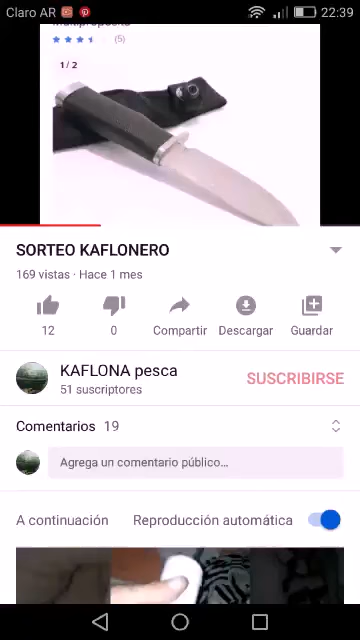 Claro AR
22:39
Multipropósito
(5)
1/2
SORTEO KAFLONERO
169 vistas · Hace 1 mes
12
0
Compartir
Descargar
Guardar
KAFLONA pesca
51 suscriptores
SUSCRIBIRSE
Comentarios 19
Agrega un comentario público...
A continuación
Reproducción automática